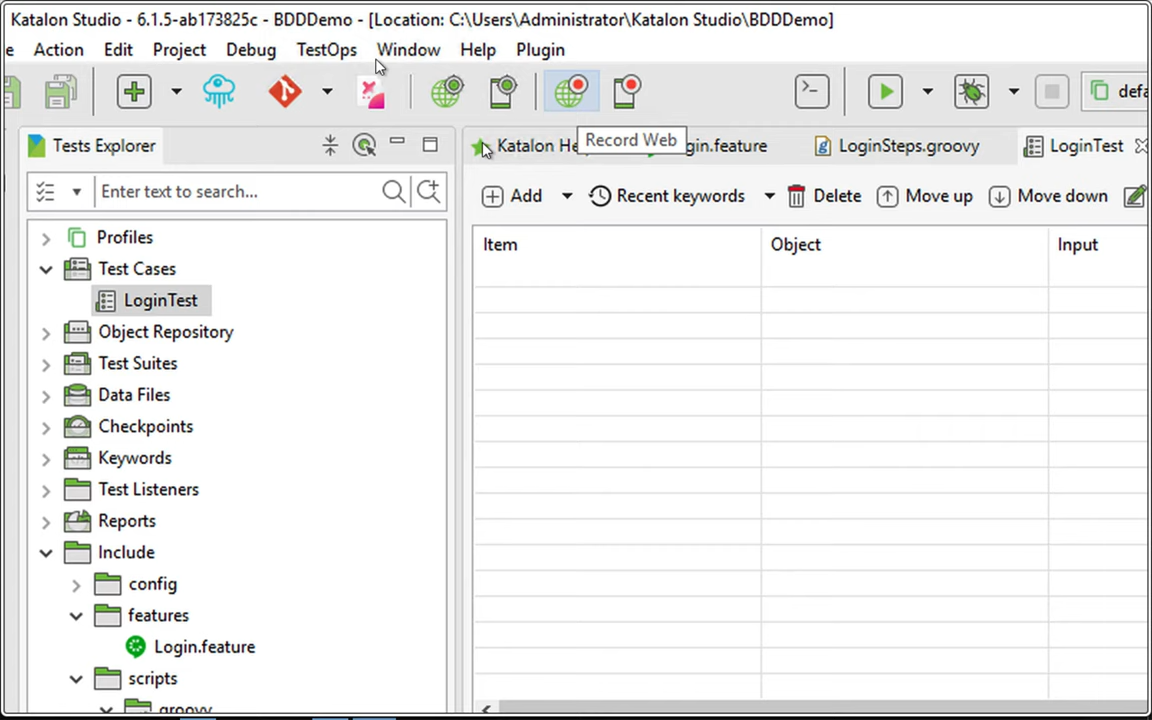 Katalon Studio - 6.1.5-ab173825c - BDDDemo - [Location: C:\Users\Administrator\Katalon Studio\BDDDemo]
e Action Edit Project Debug TestOps Window Help Plugin
defa
Record Web
Tests Explorer
Katalon He
gin.feature
LoginSteps.groovy
LoginTest
Enter text to search...
Add Recent keywords Delete Move up Move down
Item Object Input
Profiles
Test Cases
LoginTest
Object Repository
Test Suites
Data Files
Checkpoints
Keywords
Test Listeners
Reports
Include
config
features
Login.feature
scripts
groovy